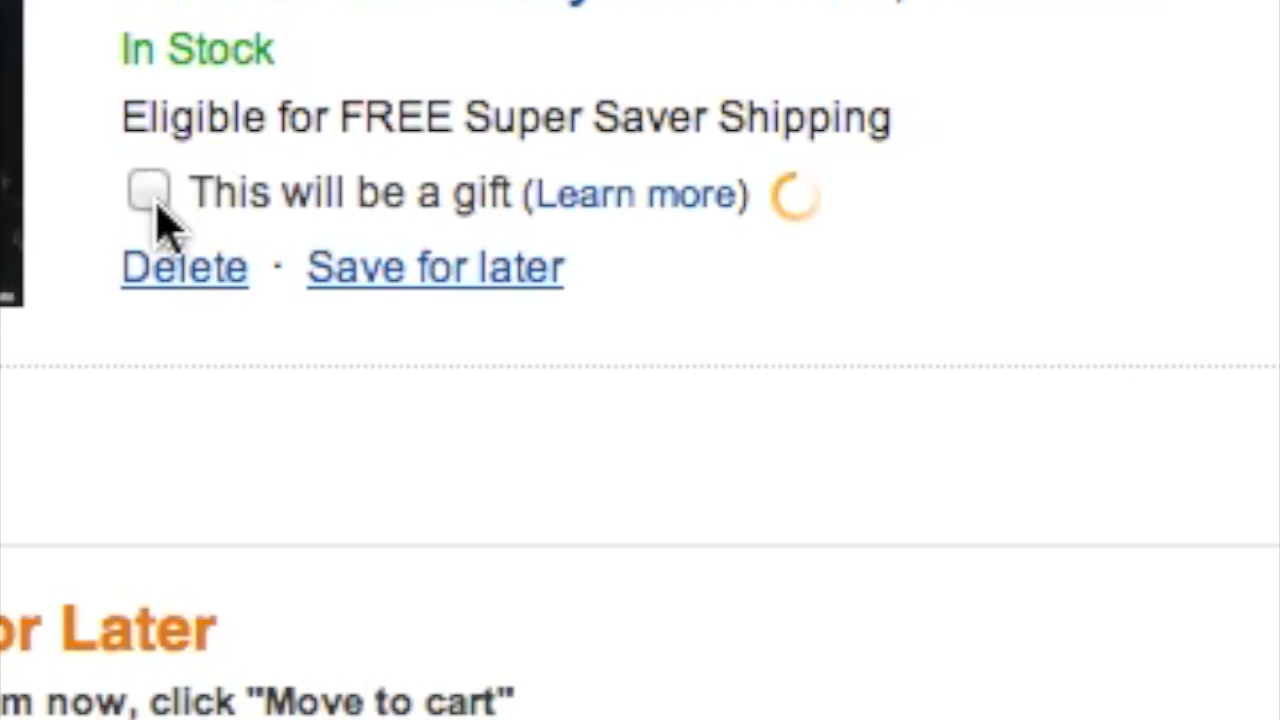 In Stock
Eligible for FREE Super Saver Shipping
This will be a gift (Learn more)
Delete · Save for later
or Later
m now, click "Move to cart"